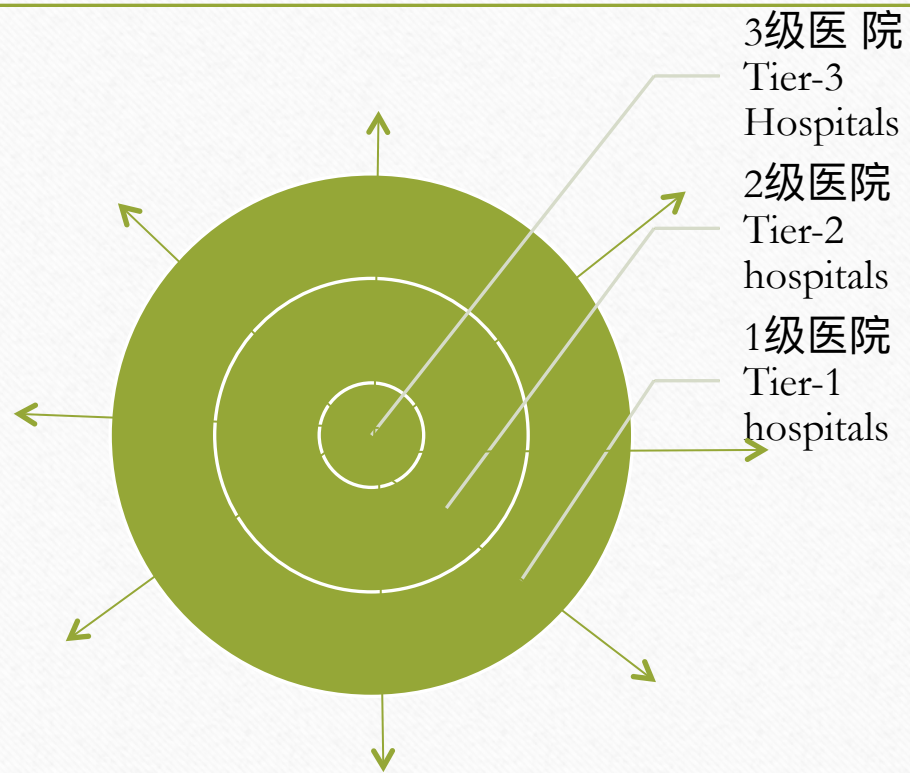 3级医 院
Tier-3
Hospitals
2级医院
Tier-2
hospitals
1级医院
Tier-1
hospitals